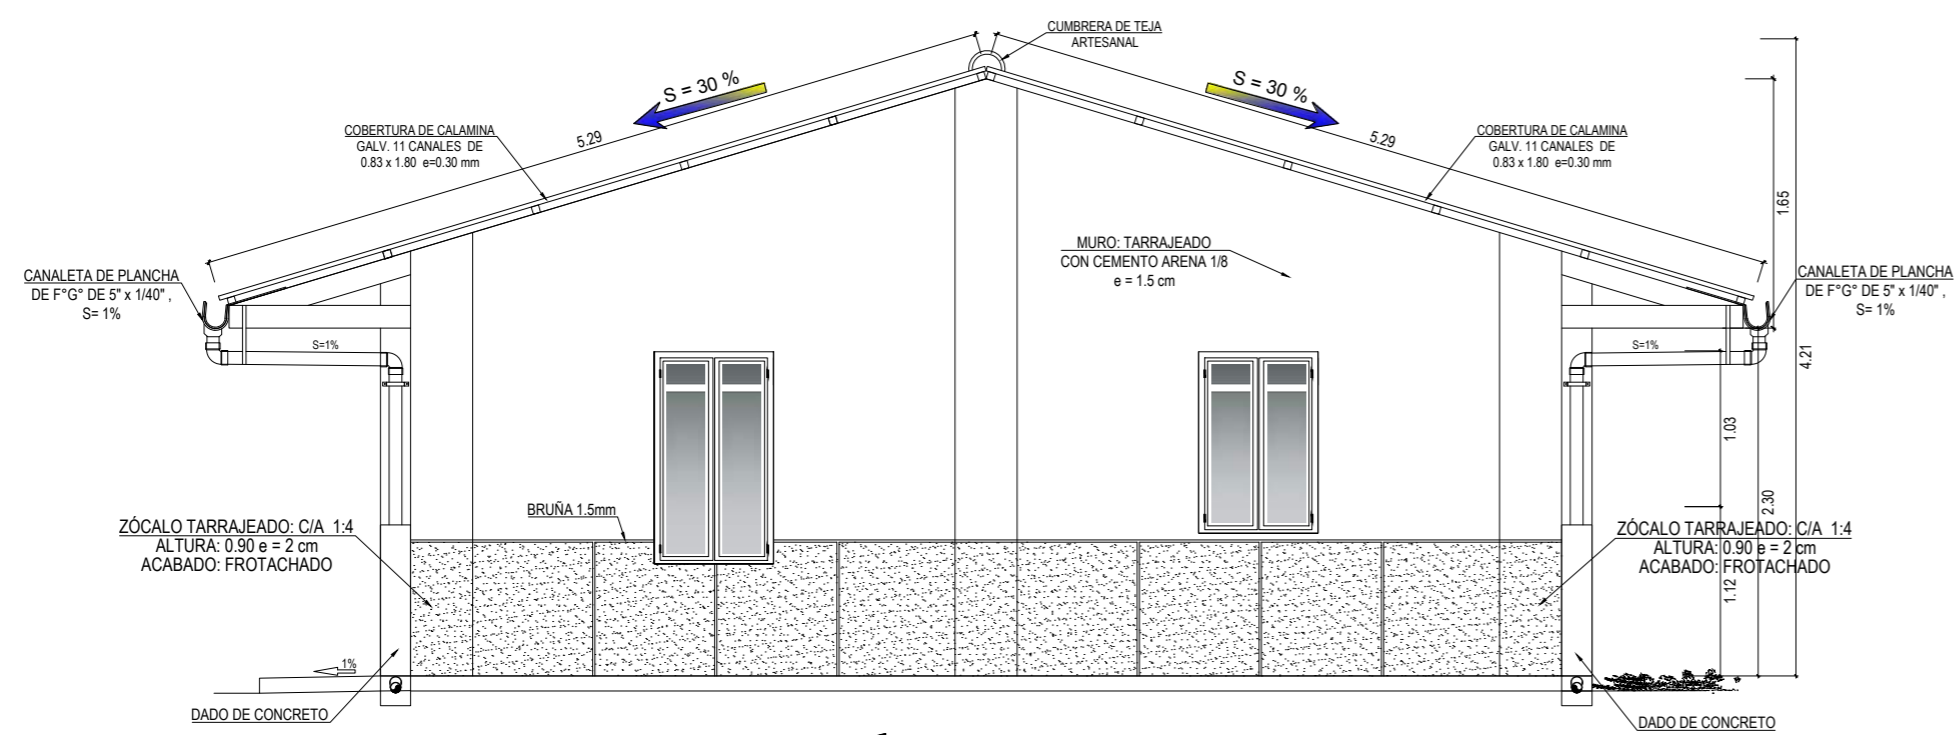 CUMBRERA DE TEJA
ARTESANAL
S = 30 %
S = 30 %
5.29
5.29
COBERTURA DE CALAMINA
GALV. 11 CANALES DE
0.83 x 1.80 e=0.30 mm
COBERTURA DE CALAMINA
GALV. 11 CANALES DE
0.83 x 1.80 e=0.30 mm
1.65
MURO: TARRAJEADO
CON CEMENTO ARENA 1/8
e = 1.5 cm
CANALETA DE PLANCHA
DE F°G° DE 5" x 1/40" ,
S= 1%
CANALETA DE PLANCHA
DE F°G° DE 5" x 1/40" ,
S= 1%
S=1%
S=1%
4.21
1.03
2.30
BRUÑA 1.5mm
ZÓCALO TARRAJEADO: C/A 1:4
ALTURA: 0.90 e = 2 cm
ACABADO: FROTACHADO
ZÓCALO TARRAJEADO: C/A 1:4
ALTURA: 0.90 e = 2 cm
ACABADO: FROTACHADO
1.12
1%
DADO DE CONCRETO
DADO DE CONCRETO